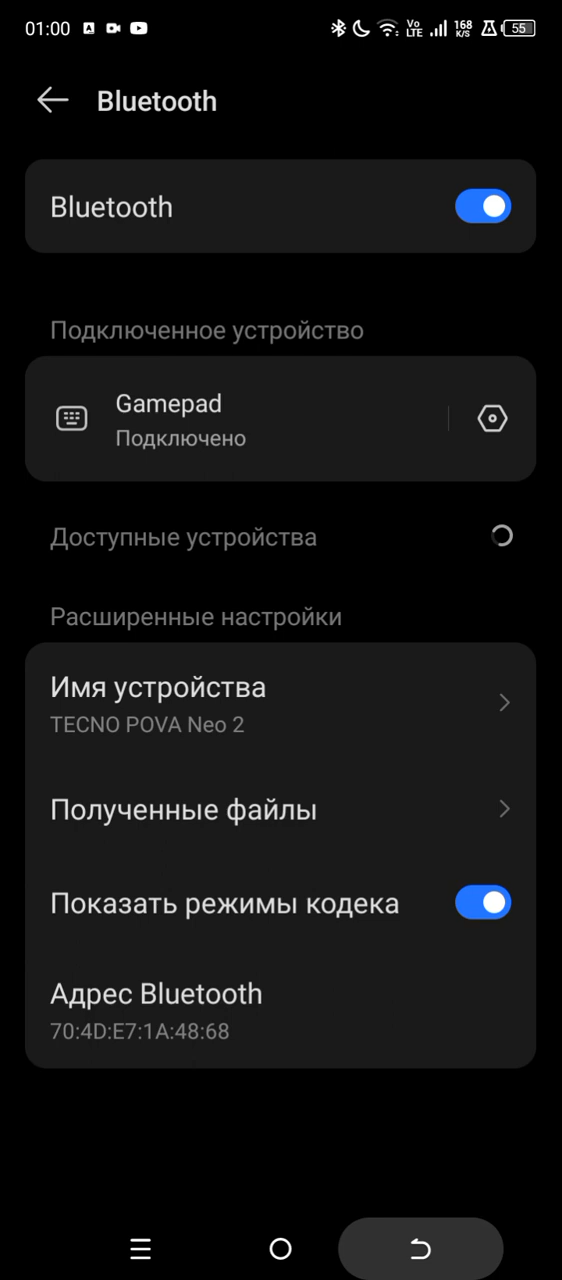 01:00
Vo LTE 168 K/S 55
Bluetooth
Bluetooth
Подключенное устройство
Gamepad
Подключено
Доступные устройства
Расширенные настройки
Имя устройства
TECNO POVA Neo 2
Полученные файлы
Показать режимы кодека
Адрес Bluetooth
70:4D:E7:1A:48:68